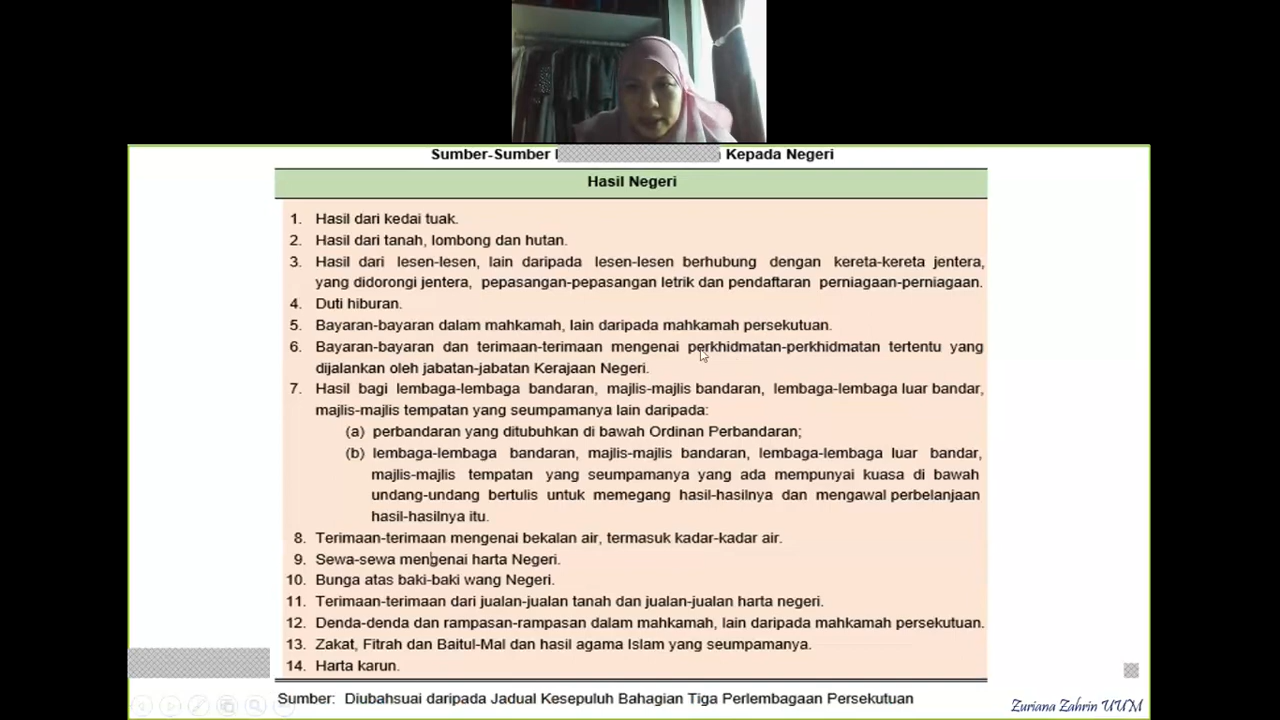 Sumber-Sumber Kepada Negeri
Hasil Negeri
1. Hasil dari kedai tuak.
2. Hasil dari tanah, lombong dan hutan.
3. Hasil dari lesen-lesen, lain daripada lesen-lesen berhubung dengan kereta-kereta jentera,
yang didorongi jentera, pepasangan-pepasangan letrik dan pendaftaran perniagaan-perniagaan.
4. Duti hiburan.
5. Bayaran-bayaran dalam mahkamah, lain daripada mahkamah persekutuan.
6. Bayaran-bayaran dan terimaan-terimaan mengenai perkhidmatan-perkhidmatan tertentu yang
dijalankan oleh jabatan-jabatan Kerajaan Negeri.
7. Hasil bagi lembaga-lembaga bandaran, majlis-majlis bandaran, lembaga-lembaga luar bandar,
majlis-majlis tempatan yang seumpamanya lain daripada:
(a) perbandaran yang ditubuhkan di bawah Ordinan Perbandaran;
(b) lembaga-lembaga bandaran, majlis-majlis bandaran, lembaga-lembaga luar bandar,
majlis-majlis tempatan yang seumpamanya yang ada mempunyai kuasa di bawah
undang-undang bertulis untuk memegang hasil-hasilnya dan mengawal perbelanjaan
hasil-hasilnya itu.
8. Terimaan-terimaan mengenai bekalan air, termasuk kadar-kadar air.
9. Sewa-sewa mengenai harta Negeri.
10. Bunga atas baki-baki wang Negeri.
11. Terimaan-terimaan dari jualan-jualan tanah dan jualan-jualan harta negeri.
12. Denda-denda dan rampasan-rampasan dalam mahkamah, lain daripada mahkamah persekutuan.
13. Zakat, Fitrah dan Baitul-Mal dan hasil agama Islam yang seumpamanya.
14. Harta karun.
Sumber: Diubahsuai daripada Jadual Kesepuluh Bahagian Tiga Perlembagaan Persekutuan
Zuriana Zahrin UUM